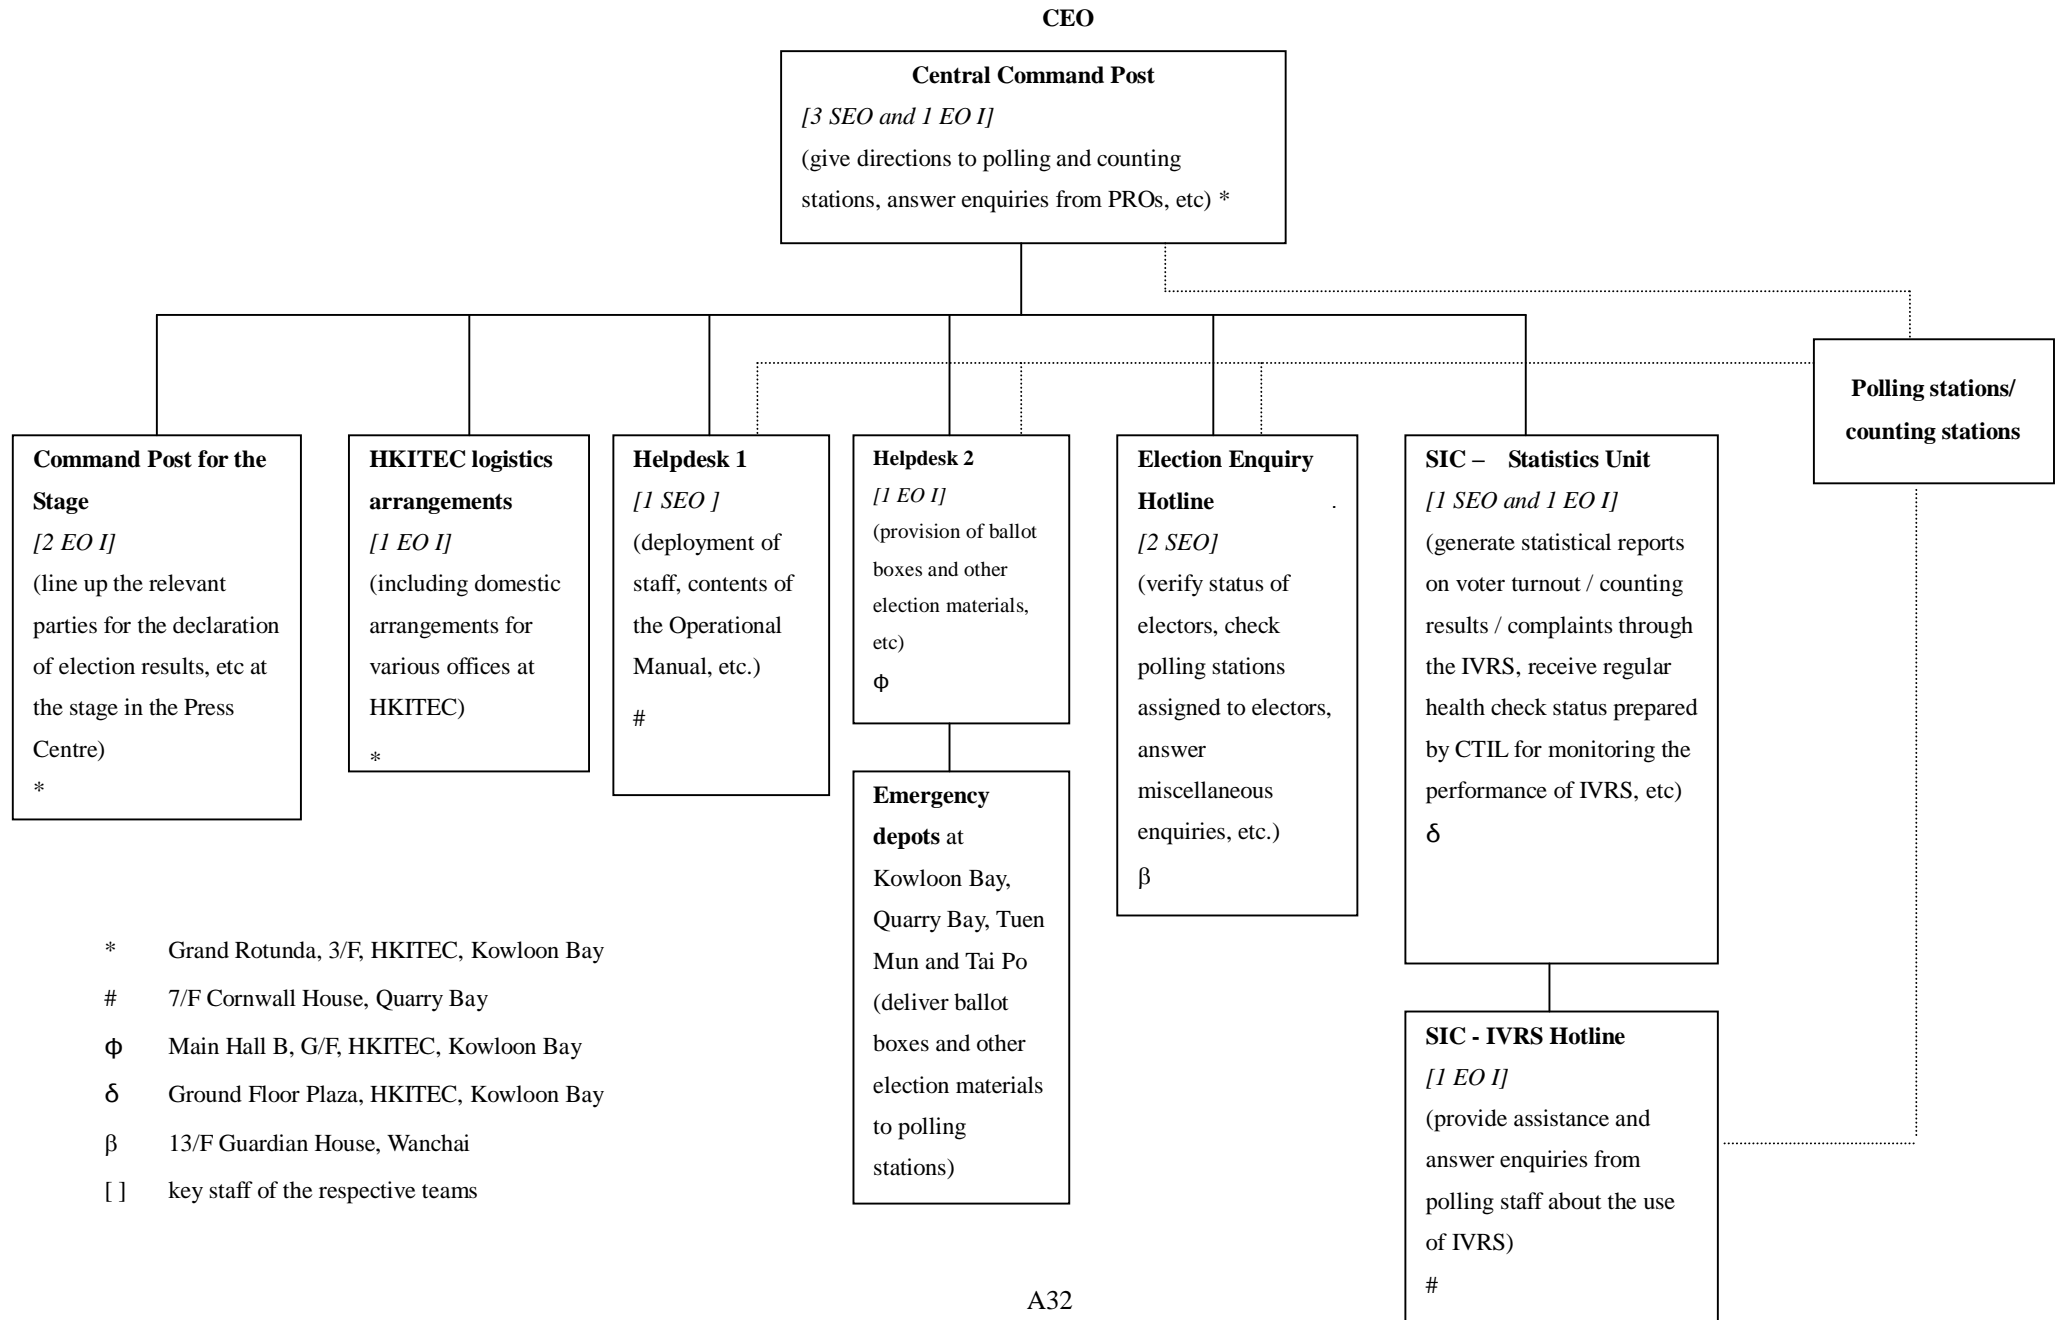 CEO
Central Command Post
[3 SEO and 1 EO I]
(give directions to polling and counting
stations, answer enquiries from PROs, etc) *
Polling stations/
counting stations
Command Post for the
Stage
[2 EO I]
(line up the relevant
parties for the declaration
of election results, etc at
the stage in the Press
Centre)
*
HKITEC logistics
arrangements
[1 EO I]
(including domestic
arrangements for
various offices at
HKITEC)
*
Helpdesk 1
[1 SEO ]
(deployment of
staff, contents of
the Operational
Manual, etc.)
#
Helpdesk 2
[1 EO I]
(provision of ballot
boxes and other
election materials,
etc)
ϕ
Emergency
depots at
Kowloon Bay,
Quarry Bay, Tuen
Mun and Tai Po
(deliver ballot
boxes and other
election materials
to polling
stations)
Election Enquiry
Hotline .
[2 SEO]
(verify status of
electors, check
polling stations
assigned to electors,
answer
miscellaneous
enquiries, etc.)
β
SIC – Statistics Unit
[1 SEO and 1 EO I]
(generate statistical reports
on voter turnout / counting
results / complaints through
the IVRS, receive regular
health check status prepared
by CTIL for monitoring the
performance of IVRS, etc)
δ
SIC - IVRS Hotline
[1 EO I]
(provide assistance and
answer enquiries from
polling staff about the use
of IVRS)
#
* Grand Rotunda, 3/F, HKITEC, Kowloon Bay
# 7/F Cornwall House, Quarry Bay
ϕ Main Hall B, G/F, HKITEC, Kowloon Bay
δ Ground Floor Plaza, HKITEC, Kowloon Bay
β 13/F Guardian House, Wanchai
[ ] key staff of the respective teams
A32